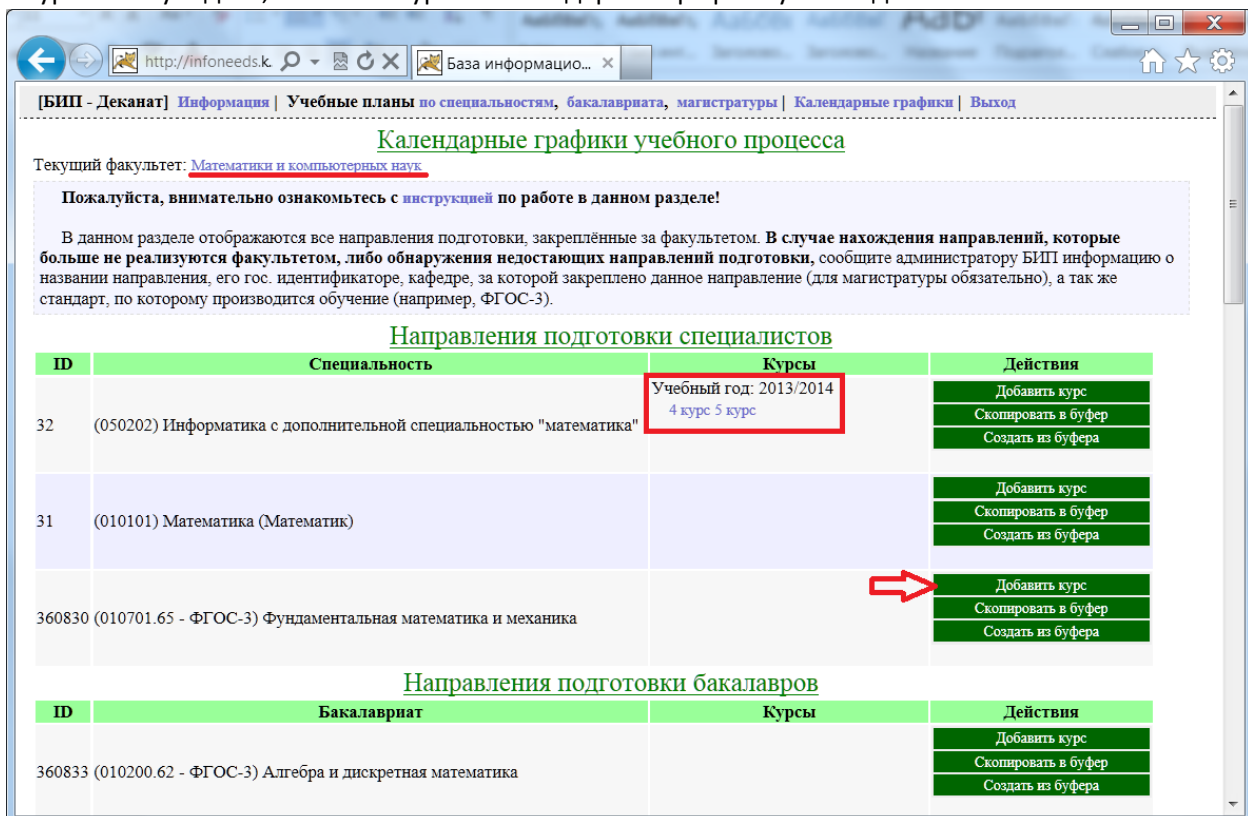 http://infoneeds.k.
База информацио...
[БИП - Деканат] Информация | Учебные планы по специальностям, бакалавриата, магистратуры | Календарные графики | Выход
Календарные графики учебного процесса
Текущий факультет: Математики и компьютерных наук
Пожалуйста, внимательно ознакомьтесь с инструкцией по работе в данном разделе!
В данном разделе отображаются все направления подготовки, закреплённые за факультетом. В случае нахождения направлений, которые
больше не реализуются факультетом, либо обнаружения недостающих направлений подготовки, сообщите администратору БИП информацию о
названии направления, его гос. идентификаторе, кафедре, за которой закреплено данное направление (для магистратуры обязательно), а так же
стандарт, по которому производится обучение (например, ФГОС-3).
Направления подготовки специалистов
ID Специальность Курсы Действия
Учебный год: 2013/2014 Добавить курс
32 (050202) Информатика с дополнительной специальностью "математика" 4 курс 5 курс Скопировать в буфер
Создать из буфера
Добавить курс
31 (010101) Математика (Математик) Скопировать в буфер
Создать из буфера
Добавить курс
360830 (010701.65 - ФГОС-3) Фундаментальная математика и механика Скопировать в буфер
Создать из буфера
Направления подготовки бакалавров
ID Бакалавриат Курсы Действия
Добавить курс
360833 (010200.62 - ФГОС-3) Алгебра и дискретная математика Скопировать в буфер
Создать из буфера